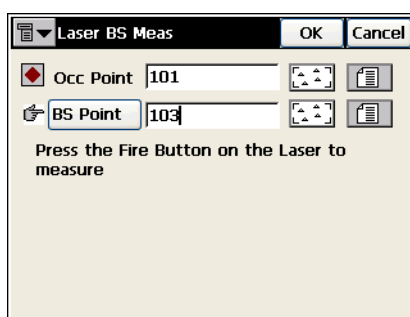 Laser BS Meas OK Cancel
Occ Point 101
BS Point 103
Press the Fire Button on the Laser to
measure